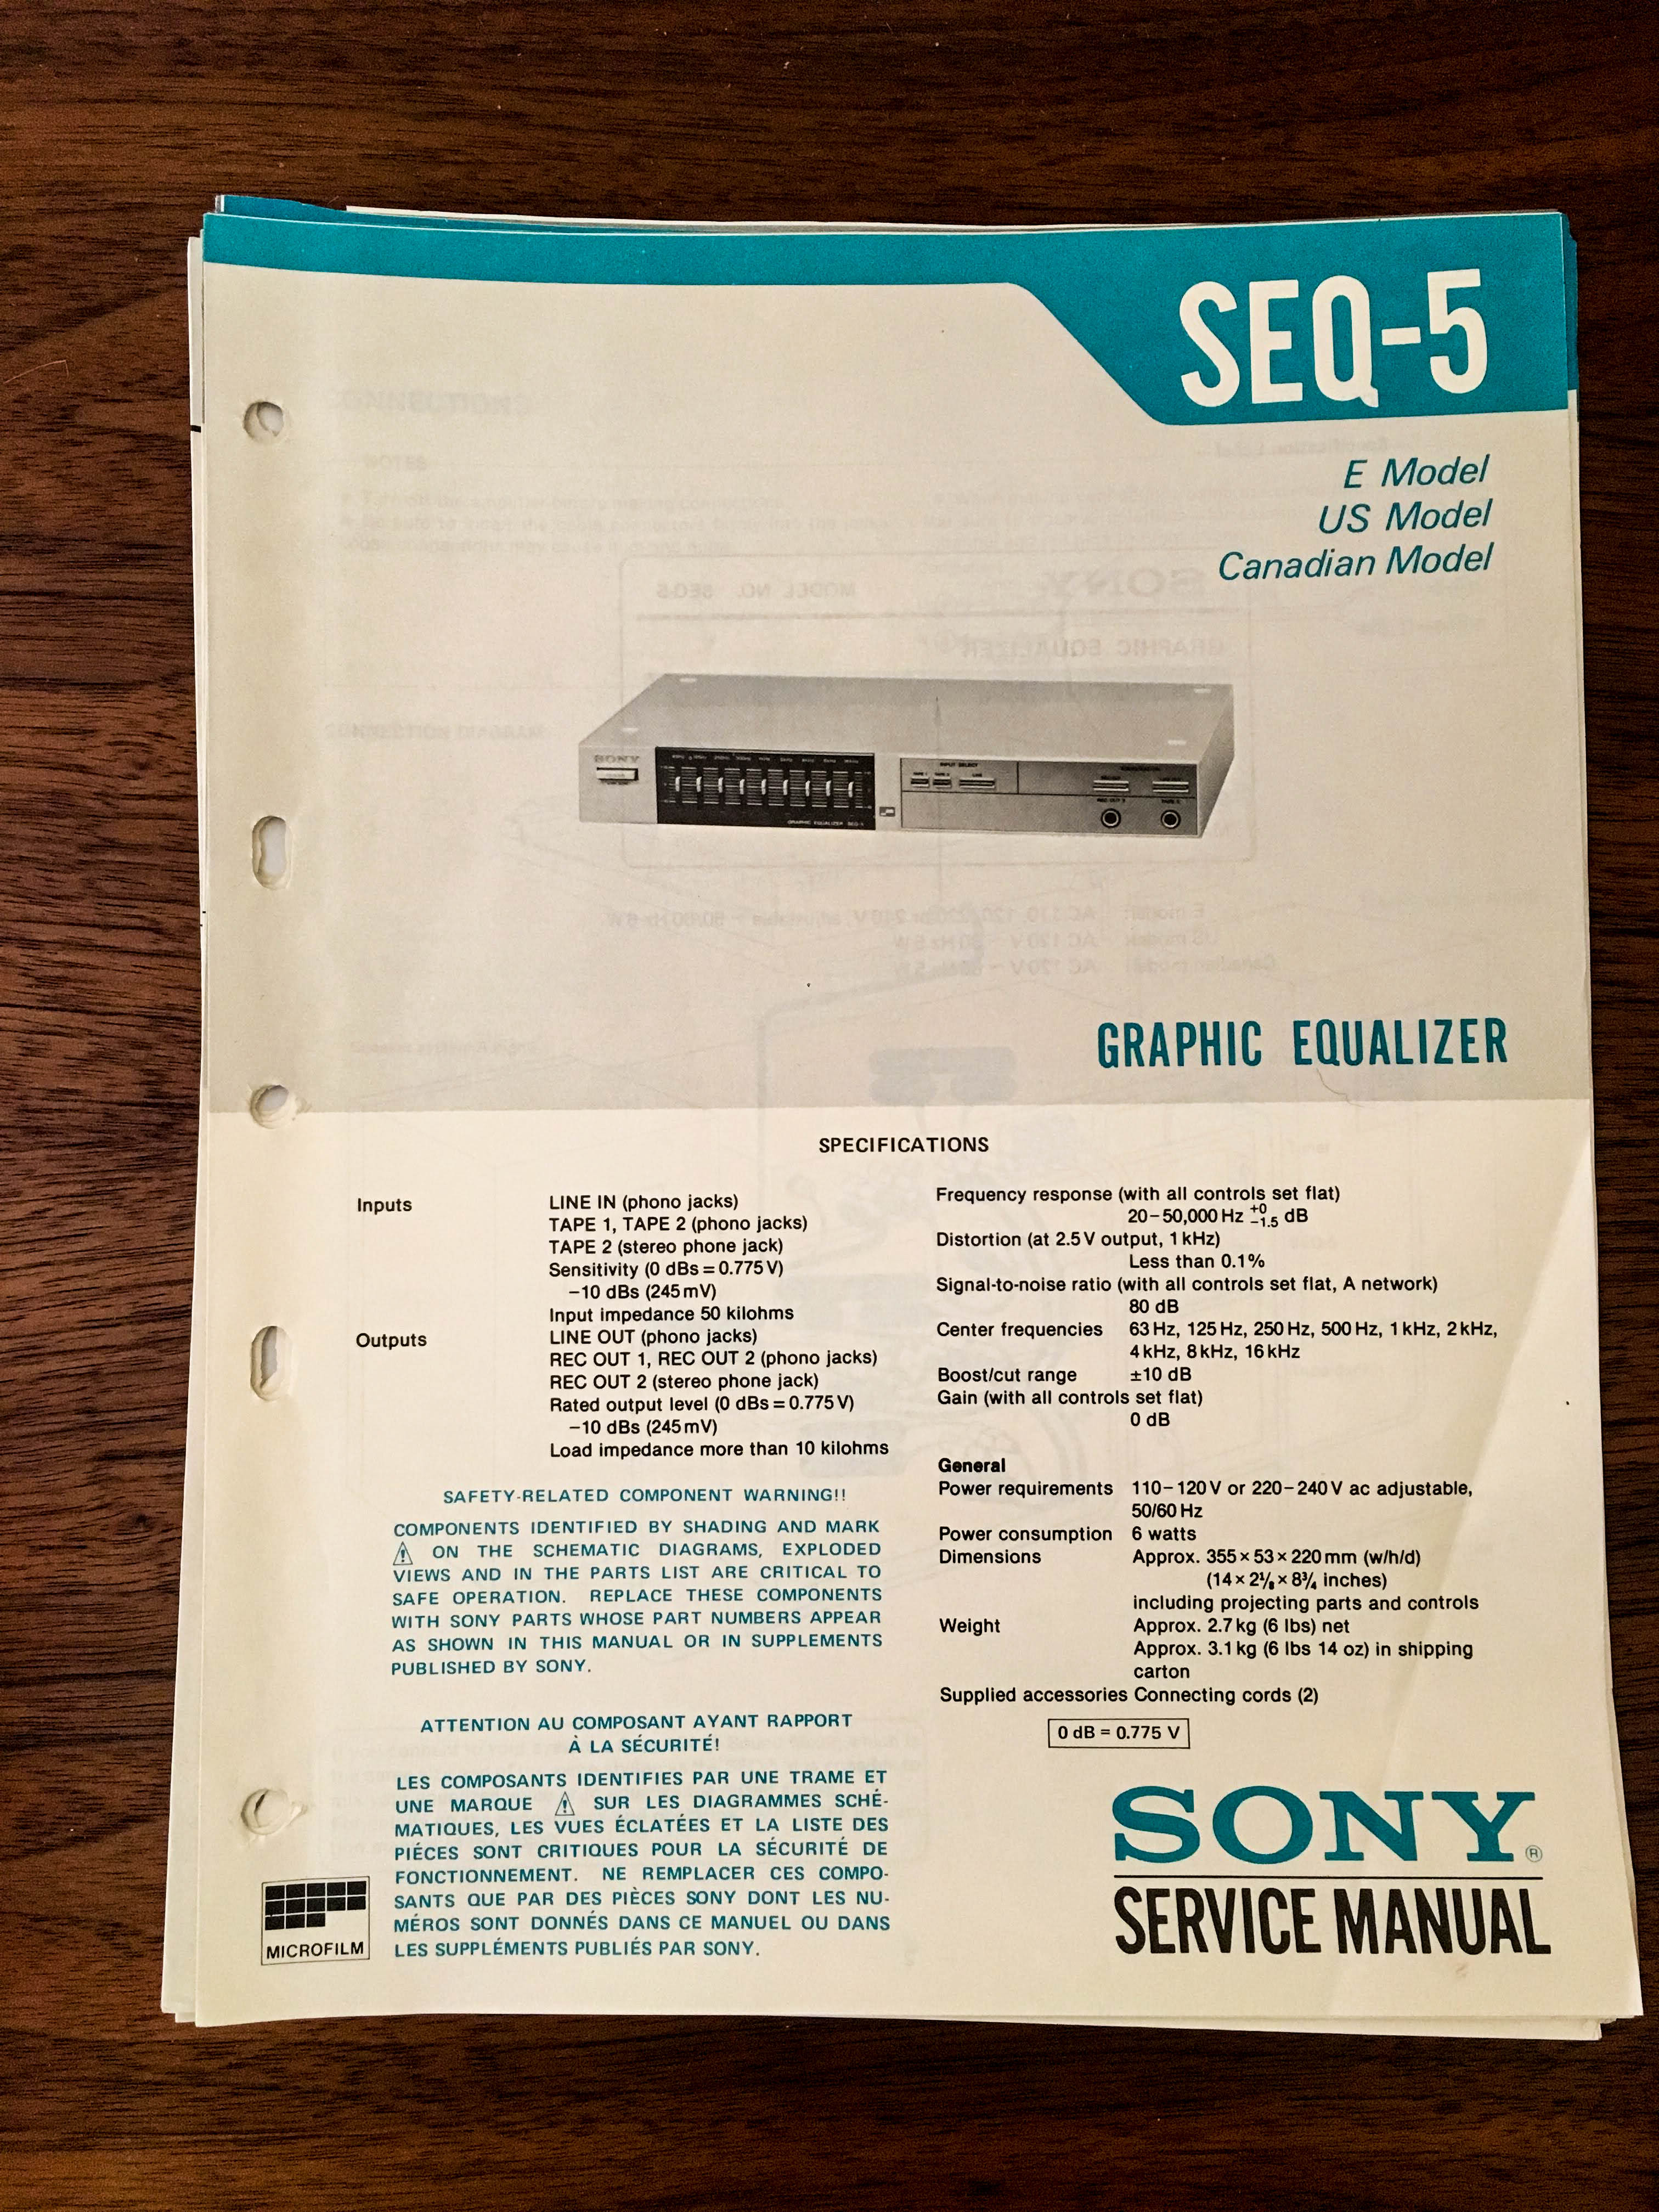 SEQ-5
E Model
US Model
Canadian Model
SONY
INPUT SELECT
GRAPHIC EQUALIZER SEQ-5
GRAPHIC EQUALIZER
SPECIFICATIONS
Inputs LINE IN (phono jacks)
TAPE 1, TAPE 2 (phono jacks)
TAPE 2 (stereo phone jack)
Sensitivity (0 dBs = 0.775 V)
−10 dBs (245 mV)
Input impedance 50 kilohms
Outputs LINE OUT (phono jacks)
REC OUT 1, REC OUT 2 (phono jacks)
REC OUT 2 (stereo phone jack)
Rated output level (0 dBs = 0.775 V)
−10 dBs (245 mV)
Load impedance more than 10 kilohms
SAFETY-RELATED COMPONENT WARNING!!
COMPONENTS IDENTIFIED BY SHADING AND MARK
⚠ ON THE SCHEMATIC DIAGRAMS, EXPLODED
VIEWS AND IN THE PARTS LIST ARE CRITICAL TO
SAFE OPERATION. REPLACE THESE COMPONENTS
WITH SONY PARTS WHOSE PART NUMBERS APPEAR
AS SHOWN IN THIS MANUAL OR IN SUPPLEMENTS
PUBLISHED BY SONY.
ATTENTION AU COMPOSANT AYANT RAPPORT
À LA SÉCURITÉ!
LES COMPOSANTS IDENTIFIES PAR UNE TRAME ET
UNE MARQUE ⚠ SUR LES DIAGRAMMES SCHÉ-
MATIQUES, LES VUES ÉCLATÉES ET LA LISTE DES
PIÉCES SONT CRITIQUES POUR LA SÉCURITÉ DE
FONCTIONNEMENT. NE REMPLACER CES COMPO-
SANTS QUE PAR DES PIÈCES SONY DONT LES NU-
MÉROS SONT DONNÉS DANS CE MANUEL OU DANS
LES SUPPLÉMENTS PUBLIÉS PAR SONY.
MICROFILM
Frequency response (with all controls set flat)
20–50,000 Hz +0 −1.5 dB
Distortion (at 2.5 V output, 1 kHz)
Less than 0.1%
Signal-to-noise ratio (with all controls set flat, A network)
80 dB
Center frequencies 63 Hz, 125 Hz, 250 Hz, 500 Hz, 1 kHz, 2 kHz,
4 kHz, 8 kHz, 16 kHz
Boost/cut range ±10 dB
Gain (with all controls set flat)
0 dB
General
Power requirements 110–120 V or 220–240 V ac adjustable,
50/60 Hz
Power consumption 6 watts
Dimensions Approx. 355 × 53 × 220 mm (w/h/d)
(14 × 2⅛ × 8¾ inches)
including projecting parts and controls
Weight Approx. 2.7 kg (6 lbs) net
Approx. 3.1 kg (6 lbs 14 oz) in shipping
carton
Supplied accessories Connecting cords (2)
0 dB = 0.775 V
SONY®
SERVICE MANUAL